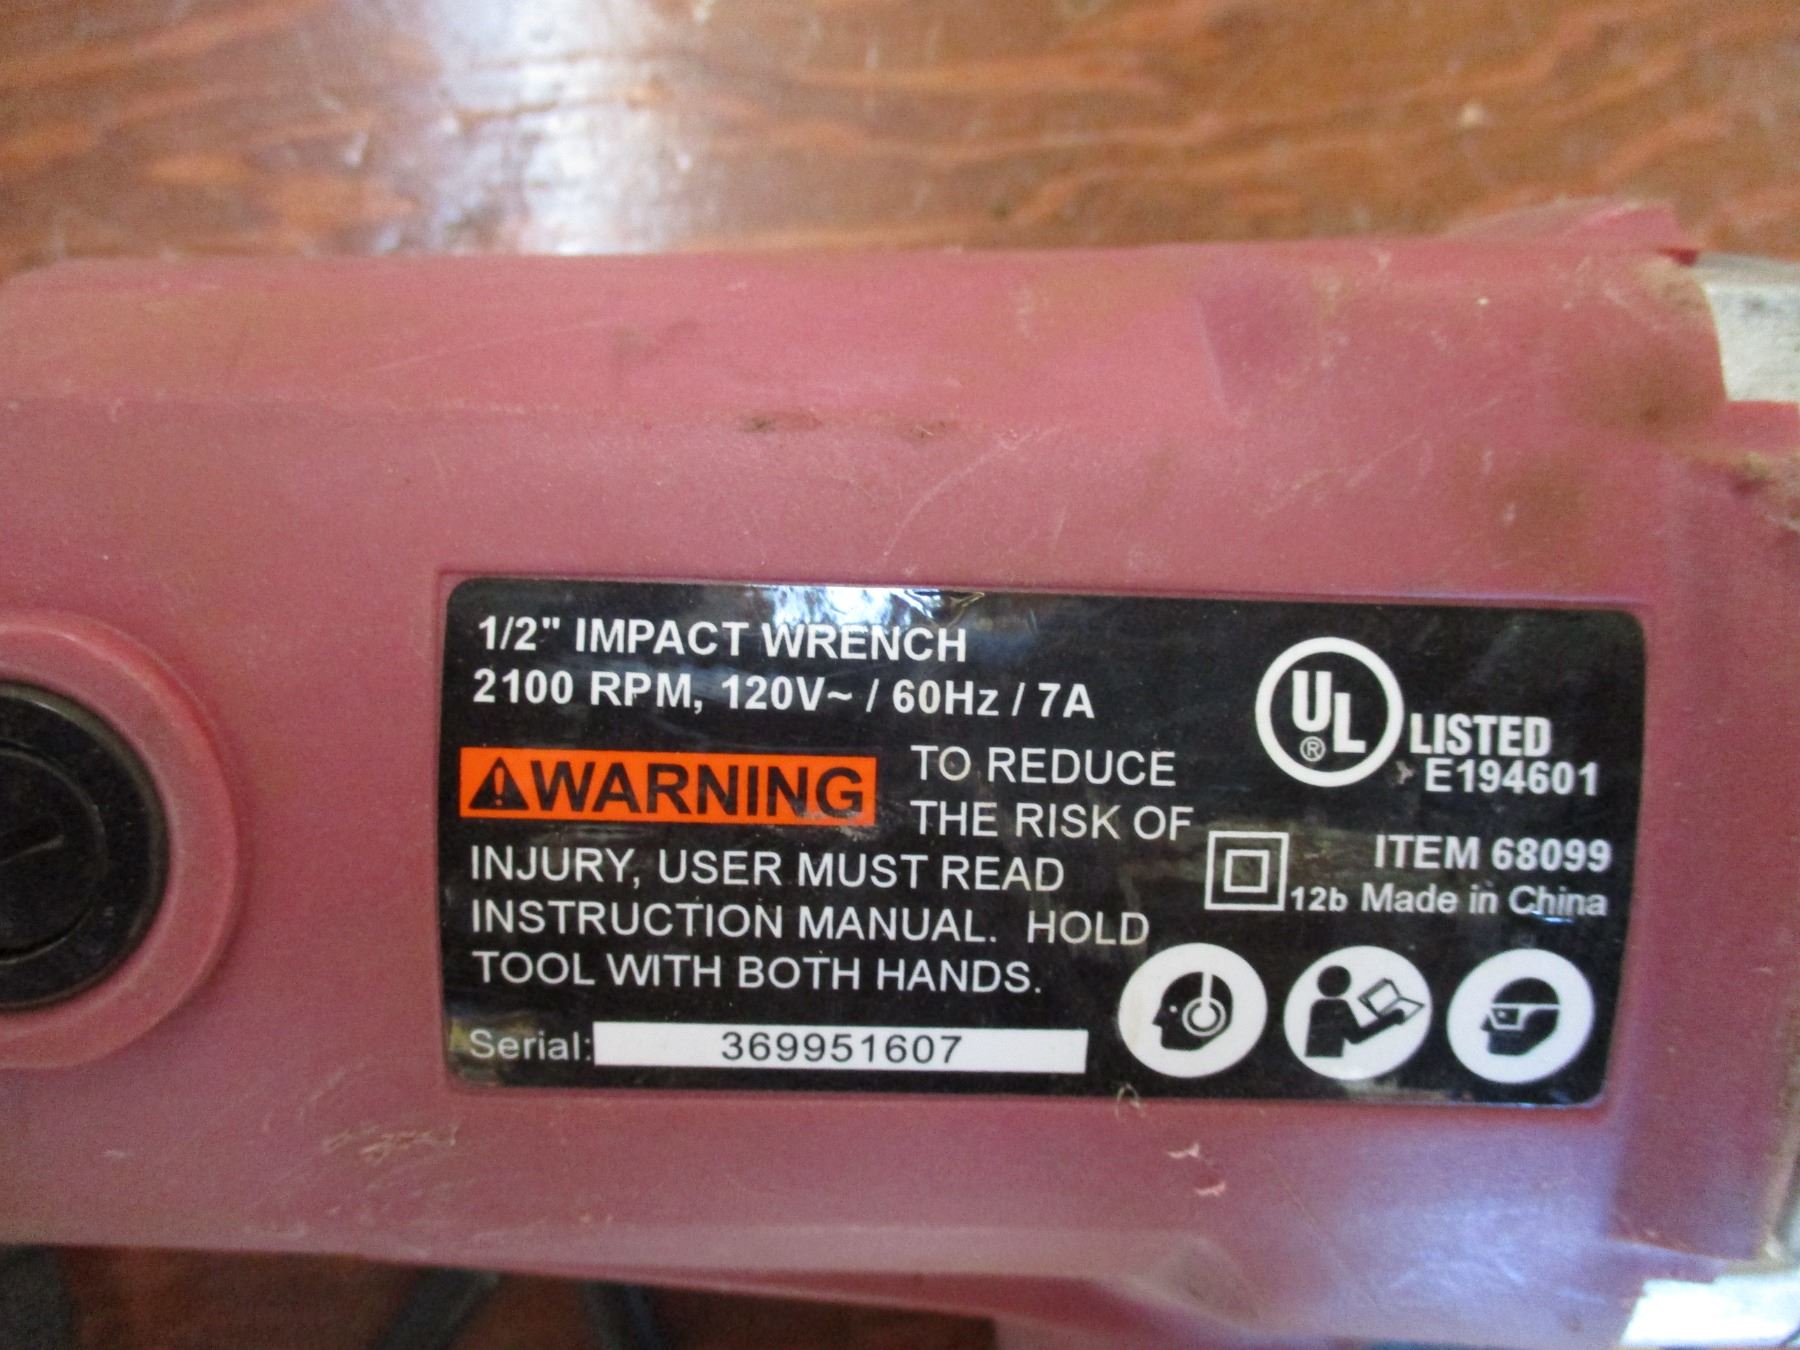 1/2" IMPACT WRENCH
2100 RPM, 120V~ / 60Hz / 7A
WARNING TO REDUCE
THE RISK OF
INJURY, USER MUST READ
INSTRUCTION MANUAL. HOLD
TOOL WITH BOTH HANDS.
Serial: 369951607
UL ®
LISTED
E194601
ITEM 68099
12b Made in China